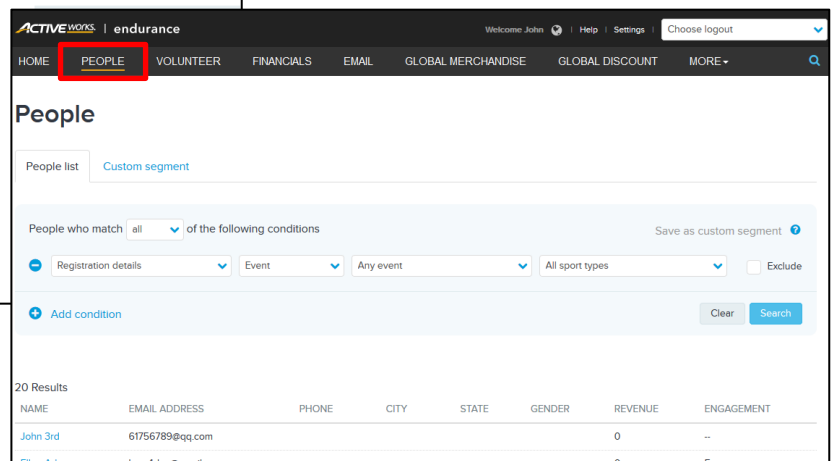 ACTIVEWORKS. | endurance Welcome John | Help | Settings | Choose logout
HOME PEOPLE VOLUNTEER FINANCIALS EMAIL GLOBAL MERCHANDISE GLOBAL DISCOUNT MORE
People
People list Custom segment
People who match all of the following conditions Save as custom segment ?
Registration details Event Any event All sport types Exclude
Add condition Clear Search
20 Results
NAME EMAIL ADDRESS PHONE CITY STATE GENDER REVENUE ENGAGEMENT
John 3rd 61756789@qq.com 0 --